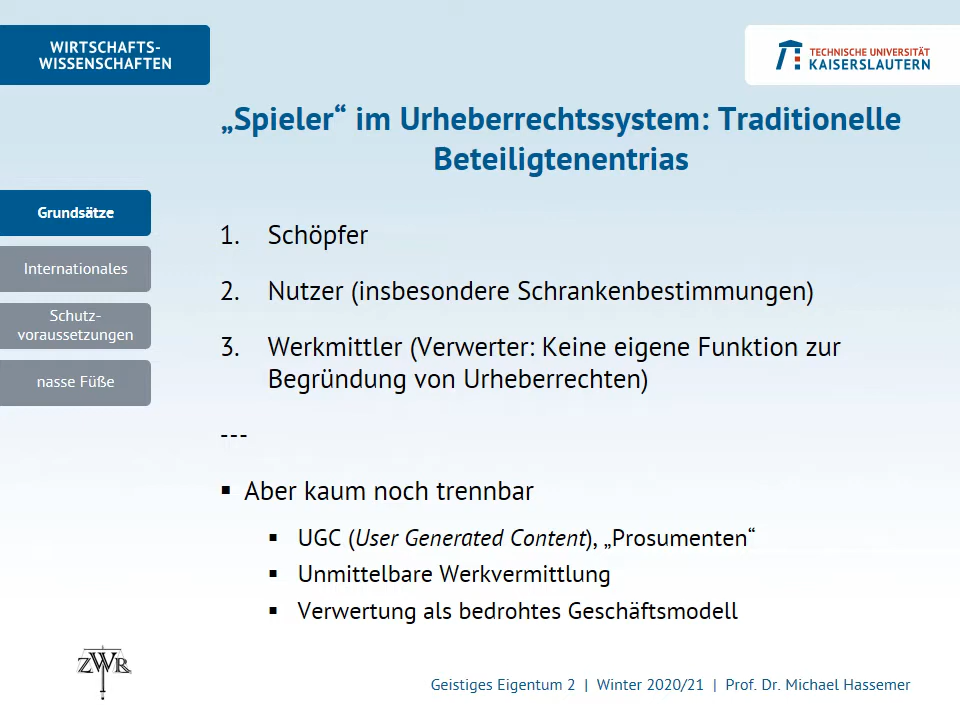 WIRTSCHAFTS-
WISSENSCHAFTEN
TECHNISCHE UNIVERSITÄT
KAISERSLAUTERN
„Spieler“ im Urheberrechtssystem: Traditionelle
Beteiligtenentrias
Grundsätze
Internationales
Schutz-
voraussetzungen
nasse Füße
1. Schöpfer
2. Nutzer (insbesondere Schrankenbestimmungen)
3. Werkmittler (Verwerter: Keine eigene Funktion zur
Begründung von Urheberrechten)
---
▪ Aber kaum noch trennbar
▪ UGC (User Generated Content), „Prosumenten“
▪ Unmittelbare Werkvermittlung
▪ Verwertung als bedrohtes Geschäftsmodell
ZWR
Geistiges Eigentum 2 | Winter 2020/21 | Prof. Dr. Michael Hassemer